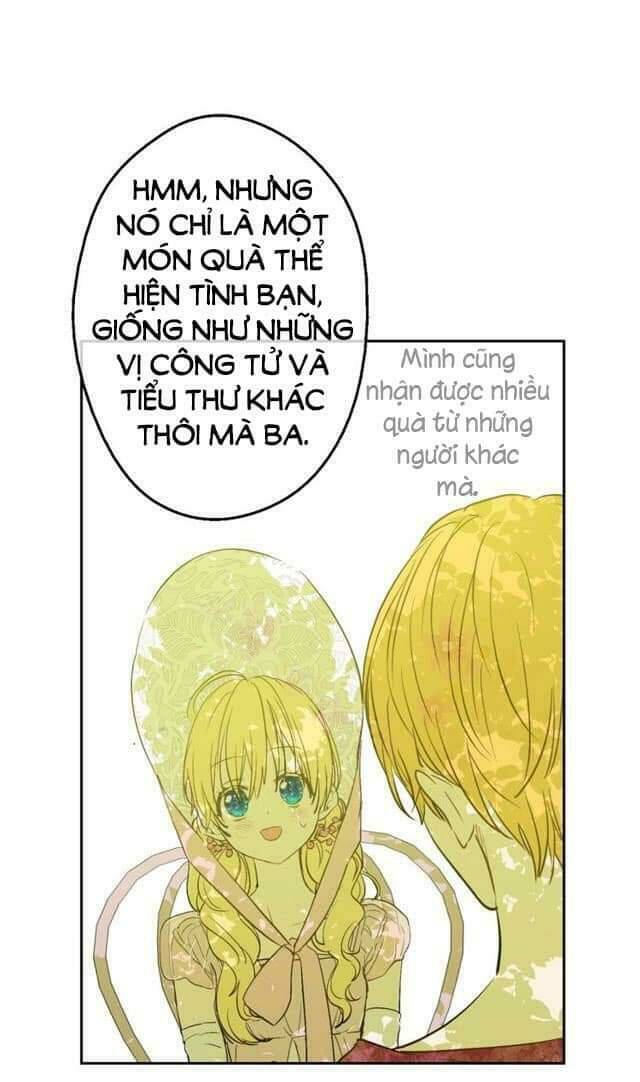 HMM, NHƯNG
NÓ CHỈ LÀ MỘT
MÓN QUÀ THỂ
HIỆN TÌNH BẠN,
GIỐNG NHƯ NHỮNG
VỊ CÔNG TỬ VÀ
TIỂU THƯ KHÁC
THÔI MÀ BA.
Mình cũng
nhận được nhiều
quà từ những
người khác
mà.